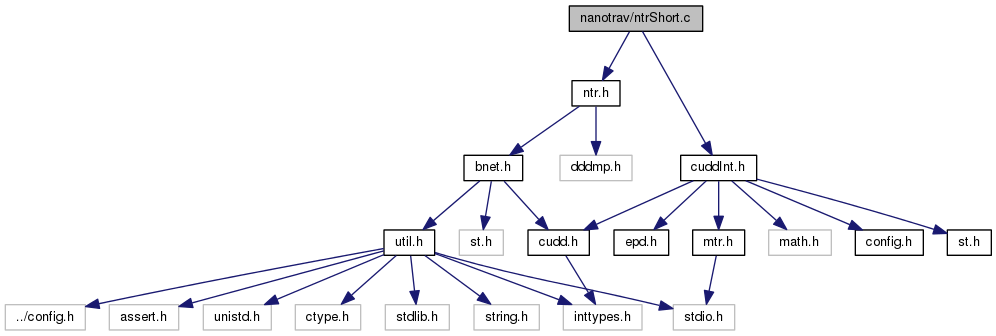 nanotrav/ntrShort.c
ntr.h
bnet.h
dddmp.h
cuddInt.h
util.h
st.h
cudd.h
epd.h
mtr.h
math.h
config.h
st.h
../config.h
assert.h
unistd.h
ctype.h
stdlib.h
string.h
inttypes.h
stdio.h